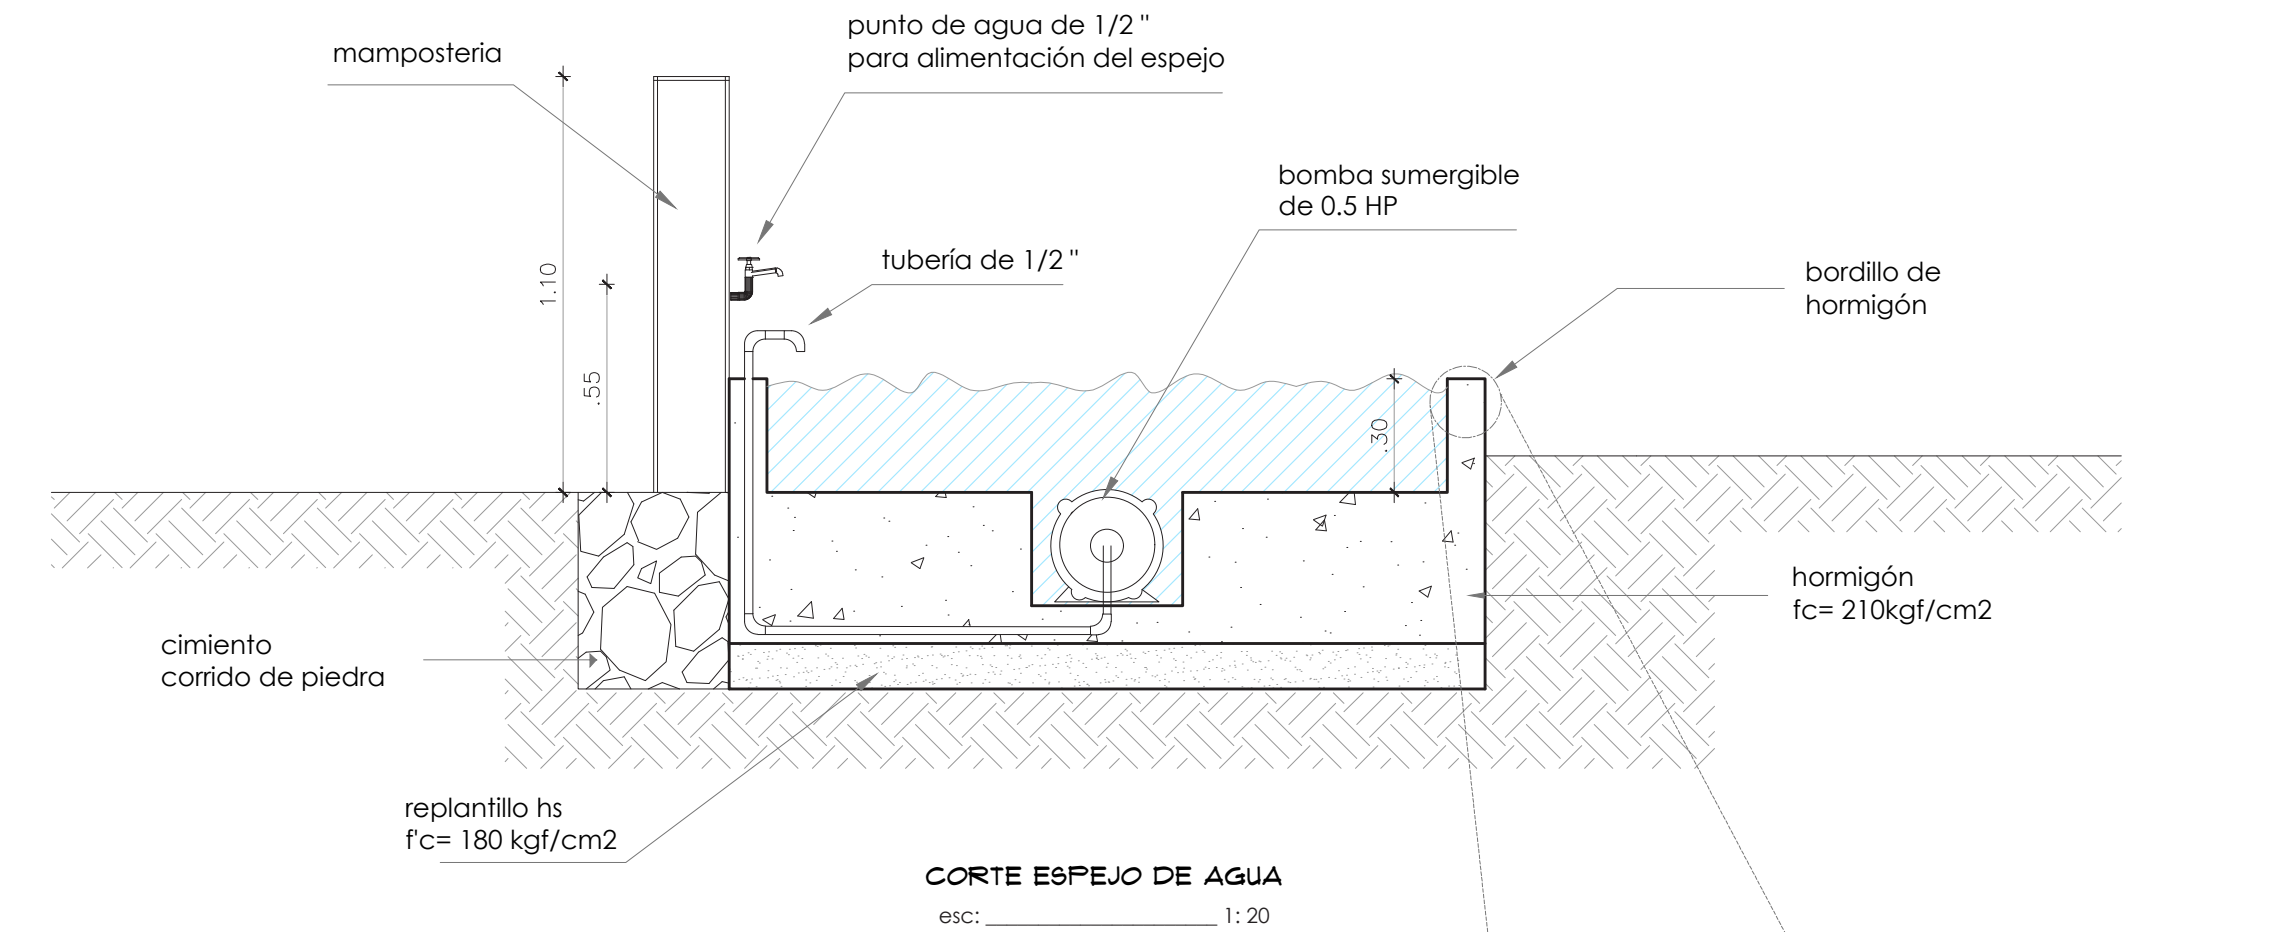 punto de agua de 1/2 "
para alimentación del espejo
mamposteria
bomba sumergible
de 0.5 HP
tubería de 1/2 "
bordillo de
hormigón
1.10
.55
.30
hormigón
fc= 210kgf/cm2
cimiento
corrido de piedra
replantillo hs
f'c= 180 kgf/cm2
CORTE ESPEJO DE AGUA
esc: ______________________ 1: 20